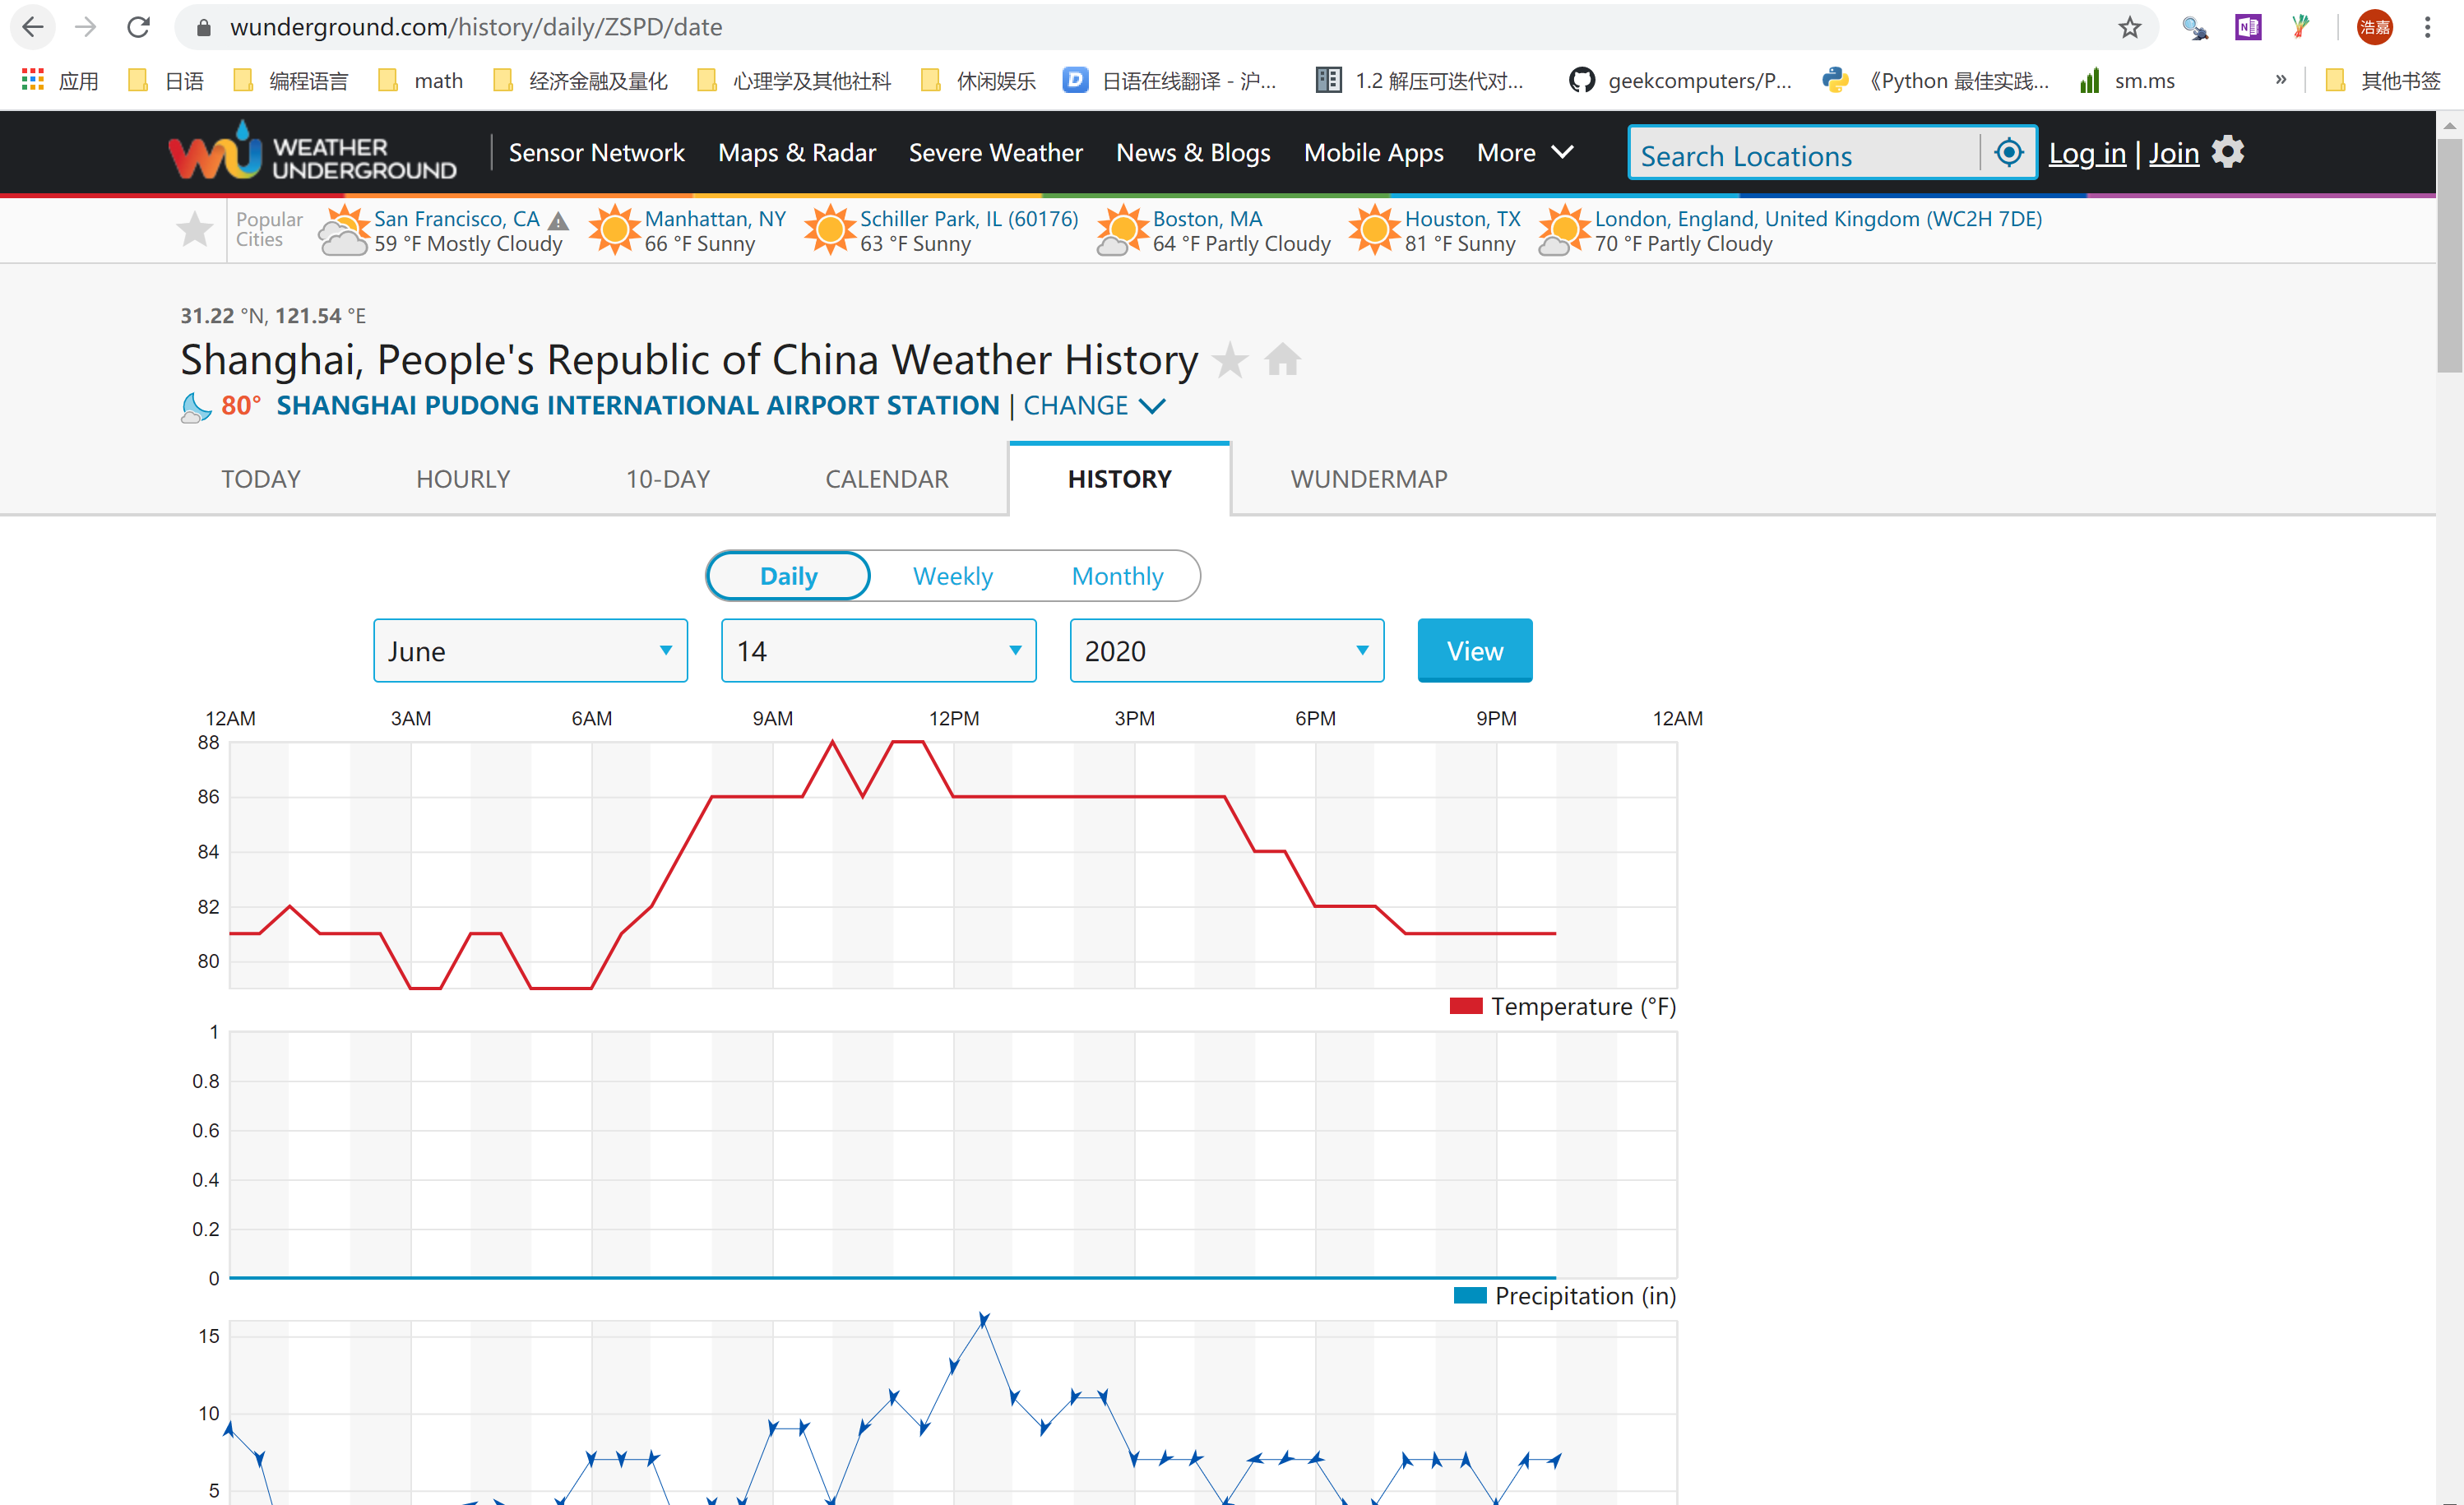 wunderground.com/history/daily/ZSPD/date
浩嘉
应用 日语 编程语言 math 经济金融及量化 心理学及其他社科 休闲娱乐 日语在线翻译 - 沪... 1.2 解压可迭代对... geekcomputers/P... 《Python 最佳实践... sm.ms » 其他书签
WU WEATHER UNDERGROUND Sensor Network Maps & Radar Severe Weather News & Blogs Mobile Apps More Search Locations Log in | Join
Popular Cities
San Francisco, CA
59 °F Mostly Cloudy
Manhattan, NY
66 °F Sunny
Schiller Park, IL (60176)
63 °F Sunny
Boston, MA
64 °F Partly Cloudy
Houston, TX
81 °F Sunny
London, England, United Kingdom (WC2H 7DE)
70 °F Partly Cloudy
31.22 °N, 121.54 °E
Shanghai, People's Republic of China Weather History
80° SHANGHAI PUDONG INTERNATIONAL AIRPORT STATION | CHANGE
TODAY HOURLY 10-DAY CALENDAR HISTORY WUNDERMAP
Daily Weekly Monthly
June 14 2020 View
12AM 3AM 6AM 9AM 12PM 3PM 6PM 9PM 12AM
88
86
84
82
80
Temperature (°F)
1
0.8
0.6
0.4
0.2
0
Precipitation (in)
15
10
5